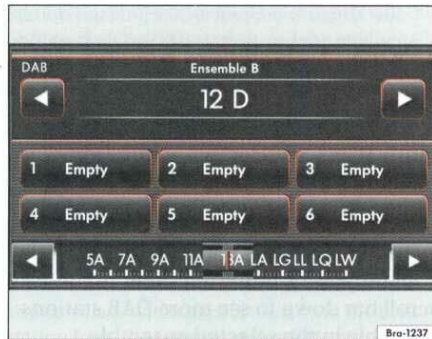 DAB
Ensemble B
12 D
1 Empty 2 Empty 3 Empty
4 Empty 5 Empty 6 Empty
5A 7A 9A 11A 13A LA LG LL LQ LW
Bra-1237